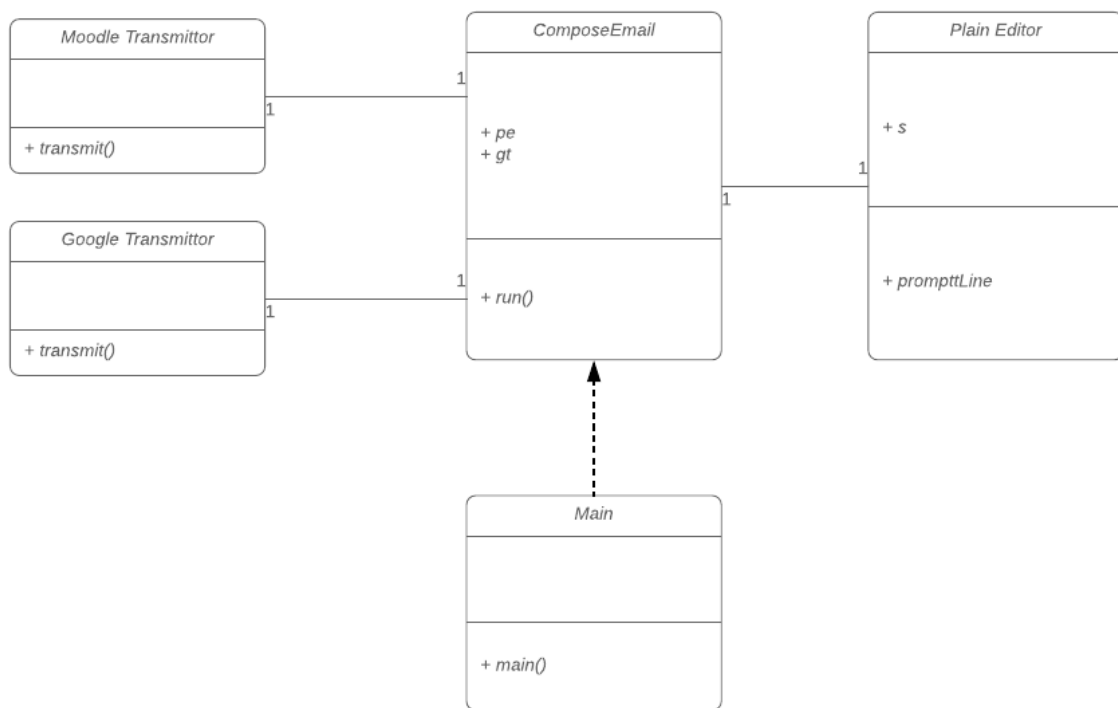 Moodle Transmittor
+ transmit()
1
1
Google Transmittor
+ transmit()
1
1
ComposeEmail
+ pe
+ gt
+ run()
1
1
Plain Editor
+ s
+ prompttLine
Main
+ main()